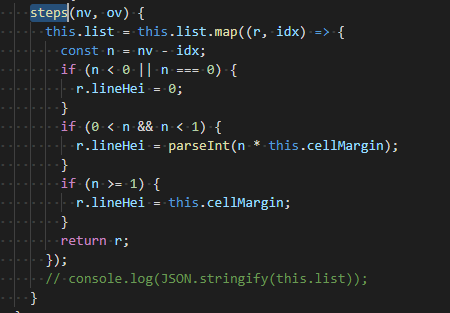 steps(nv, ov) {
this.list = this.list.map((r, idx) => {
const n = nv - idx;
if (n < 0 || n === 0) {
r.lineHei = 0;
}
if (0 < n && n < 1) {
r.lineHei = parseInt(n * this.cellMargin);
}
if (n >= 1) {
r.lineHei = this.cellMargin;
}
return r;
});
// console.log(JSON.stringify(this.list));
}